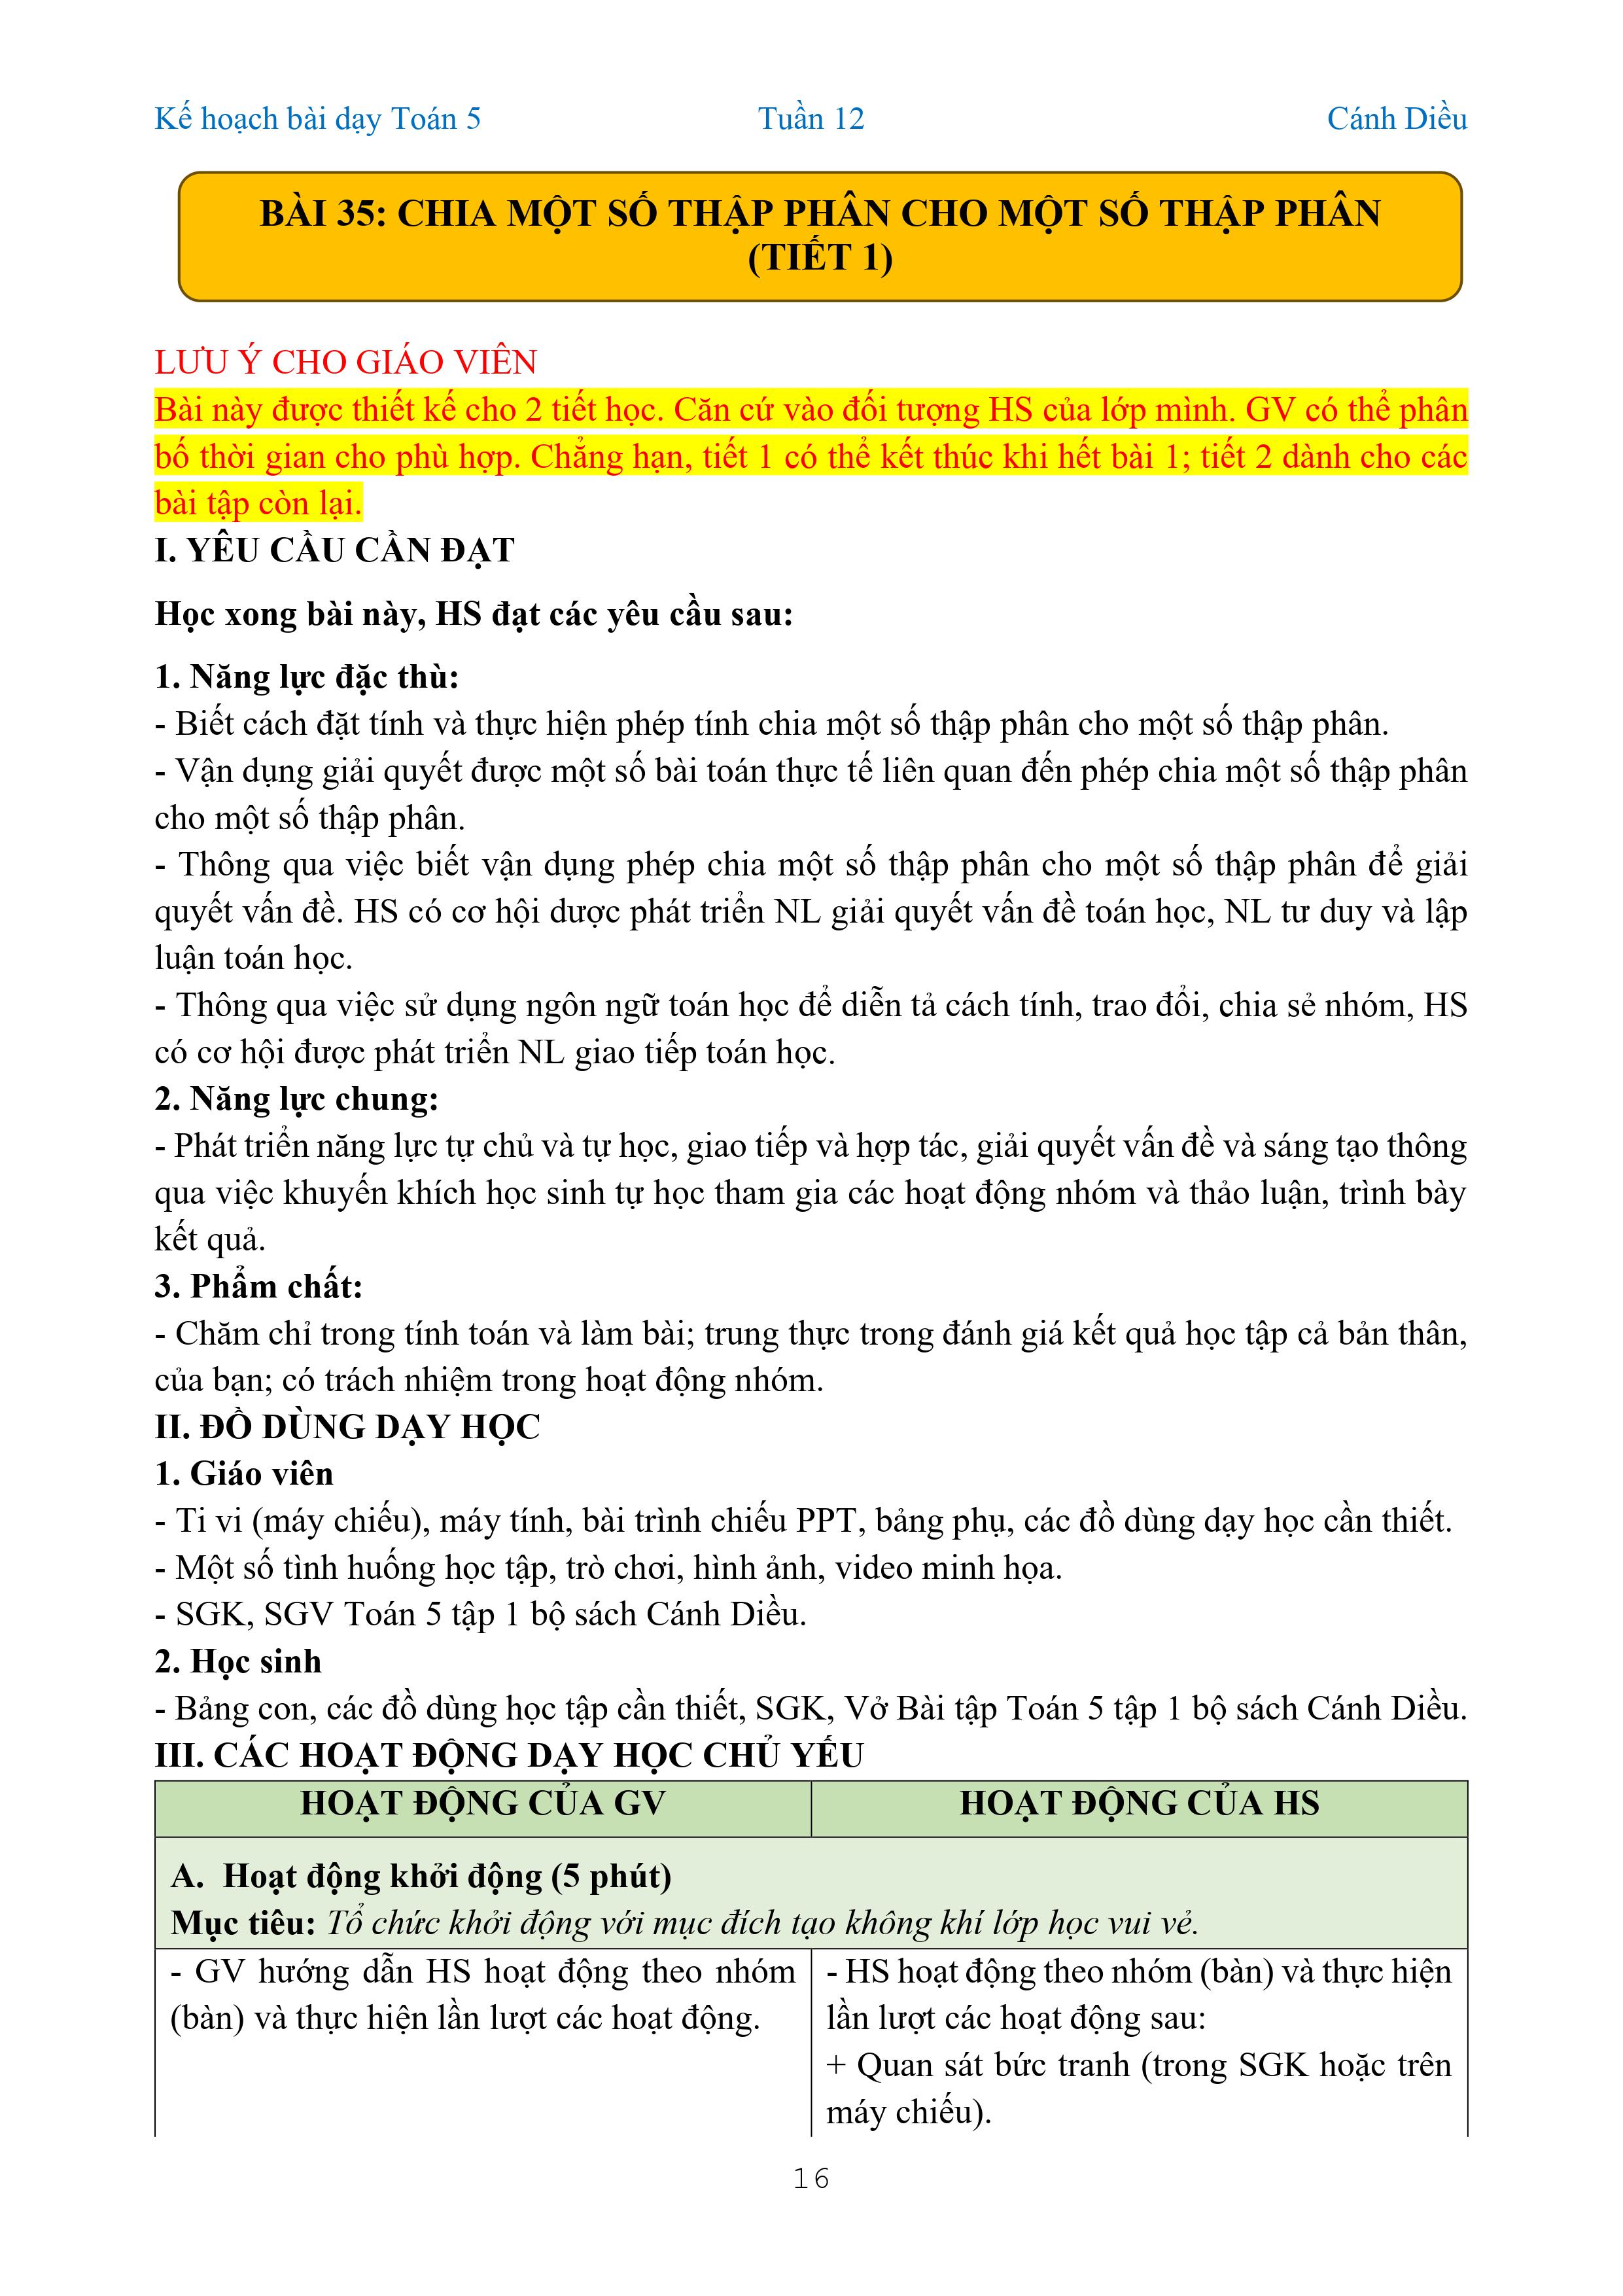 Kế hoạch bài dạy Toán 5 Tuần 12 Cánh Diều
BÀI 35: CHIA MỘT SỐ THẬP PHÂN CHO MỘT SỐ THẬP PHÂN
(TIẾT 1)
LƯU Ý CHO GIÁO VIÊN
Bài này được thiết kế cho 2 tiết học. Căn cứ vào đối tượng HS của lớp mình. GV có thể phân
bố thời gian cho phù hợp. Chẳng hạn, tiết 1 có thể kết thúc khi hết bài 1; tiết 2 dành cho các
bài tập còn lại.
I. YÊU CẦU CẦN ĐẠT
Học xong bài này, HS đạt các yêu cầu sau:
1. Năng lực đặc thù:
- Biết cách đặt tính và thực hiện phép tính chia một số thập phân cho một số thập phân.
- Vận dụng giải quyết được một số bài toán thực tế liên quan đến phép chia một số thập phân
cho một số thập phân.
- Thông qua việc biết vận dụng phép chia một số thập phân cho một số thập phân để giải
quyết vấn đề. HS có cơ hội dược phát triển NL giải quyết vấn đề toán học, NL tư duy và lập
luận toán học.
- Thông qua việc sử dụng ngôn ngữ toán học để diễn tả cách tính, trao đổi, chia sẻ nhóm, HS
có cơ hội được phát triển NL giao tiếp toán học.
2. Năng lực chung:
- Phát triển năng lực tự chủ và tự học, giao tiếp và hợp tác, giải quyết vấn đề và sáng tạo thông
qua việc khuyến khích học sinh tự học tham gia các hoạt động nhóm và thảo luận, trình bày
kết quả.
3. Phẩm chất:
- Chăm chỉ trong tính toán và làm bài; trung thực trong đánh giá kết quả học tập cả bản thân,
của bạn; có trách nhiệm trong hoạt động nhóm.
II. ĐỒ DÙNG DẠY HỌC
1. Giáo viên
- Ti vi (máy chiếu), máy tính, bài trình chiếu PPT, bảng phụ, các đồ dùng dạy học cần thiết.
- Một số tình huống học tập, trò chơi, hình ảnh, video minh họa.
- SGK, SGV Toán 5 tập 1 bộ sách Cánh Diều.
2. Học sinh
- Bảng con, các đồ dùng học tập cần thiết, SGK, Vở Bài tập Toán 5 tập 1 bộ sách Cánh Diều.
III. CÁC HOẠT ĐỘNG DẠY HỌC CHỦ YẾU
HOẠT ĐỘNG CỦA GV HOẠT ĐỘNG CỦA HS
A. Hoạt động khởi động (5 phút)
Mục tiêu: Tổ chức khởi động với mục đích tạo không khí lớp học vui vẻ.
- GV hướng dẫn HS hoạt động theo nhóm
(bàn) và thực hiện lần lượt các hoạt động.
- HS hoạt động theo nhóm (bàn) và thực hiện
lần lượt các hoạt động sau:
+ Quan sát bức tranh (trong SGK hoặc trên
máy chiếu).
16